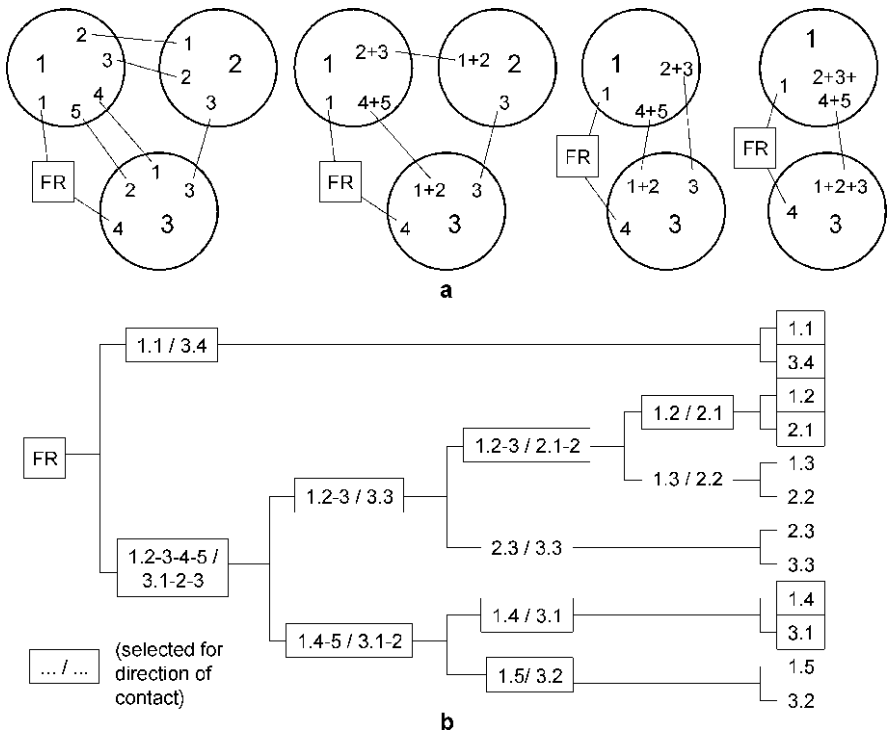 1
2
3
1
5
4
1
2
2
3
FR
2
1
3
4
3
1
2+3
1
4+5
1+2
2
3
FR
1+2
3
4
3
1
2+3
1
4+5
FR
1+2
3
4
3
1
1
2+3+
4+5
FR
1+2+3
4
3
a
FR
1.1 / 3.4
1.1
3.4
1.2-3-4-5 /
3.1-2-3
1.2-3 / 3.3
1.2-3 / 2.1-2
1.2 / 2.1
1.2
2.1
1.3 / 2.2
1.3
2.2
2.3 / 3.3
2.3
3.3
1.4-5 / 3.1-2
1.4 / 3.1
1.4
3.1
1.5/ 3.2
1.5
3.2
... / ...
(selected for
direction of
contact)
b